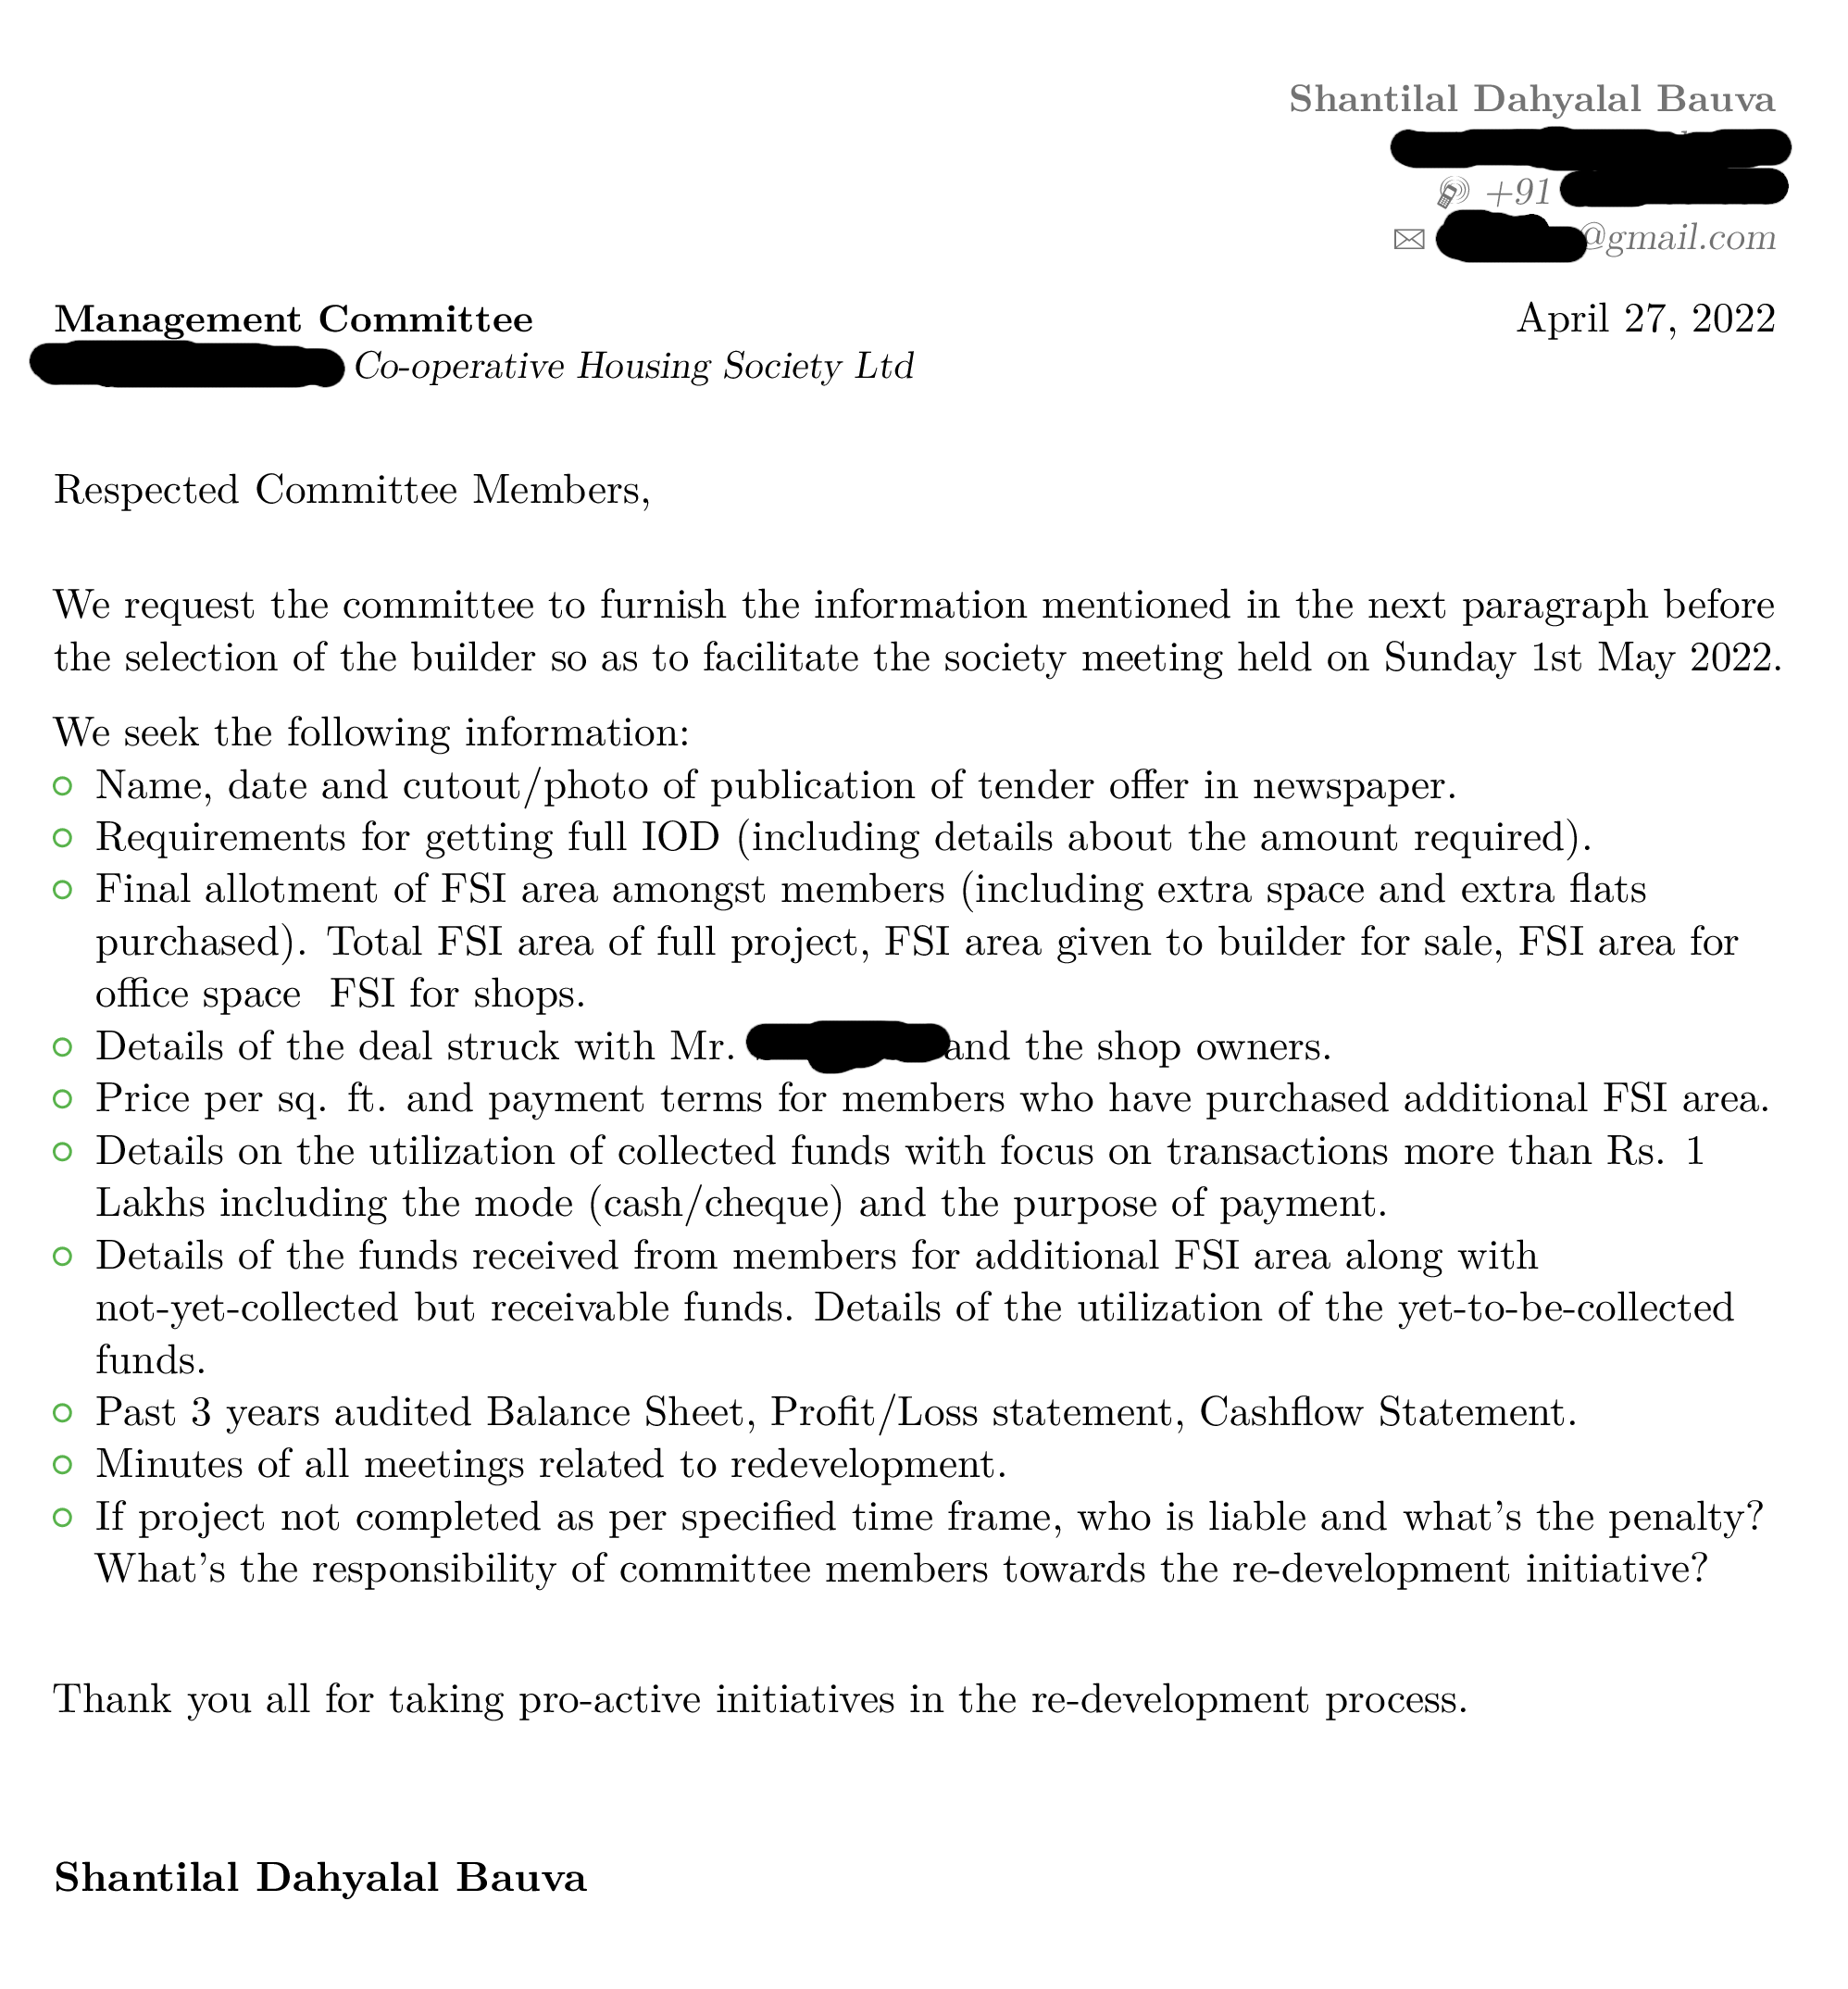 Shantilal Dahyalal Bauva
+91
@gmail.com
Management Committee
April 27, 2022
Co-operative Housing Society Ltd
Respected Committee Members,
We request the committee to furnish the information mentioned in the next paragraph before
the selection of the builder so as to facilitate the society meeting held on Sunday 1st May 2022.
We seek the following information:
Name, date and cutout/photo of publication of tender offer in newspaper.
Requirements for getting full IOD (including details about the amount required).
Final allotment of FSI area amongst members (including extra space and extra flats
purchased). Total FSI area of full project, FSI area given to builder for sale, FSI area for
office space  FSI for shops.
Details of the deal struck with Mr. and the shop owners.
Price per sq. ft. and payment terms for members who have purchased additional FSI area.
Details on the utilization of collected funds with focus on transactions more than Rs. 1
Lakhs including the mode (cash/cheque) and the purpose of payment.
Details of the funds received from members for additional FSI area along with
not-yet-collected but receivable funds. Details of the utilization of the yet-to-be-collected
funds.
Past 3 years audited Balance Sheet, Profit/Loss statement, Cashflow Statement.
Minutes of all meetings related to redevelopment.
If project not completed as per specified time frame, who is liable and what's the penalty?
What's the responsibility of committee members towards the re-development initiative?
Thank you all for taking pro-active initiatives in the re-development process.
Shantilal Dahyalal Bauva